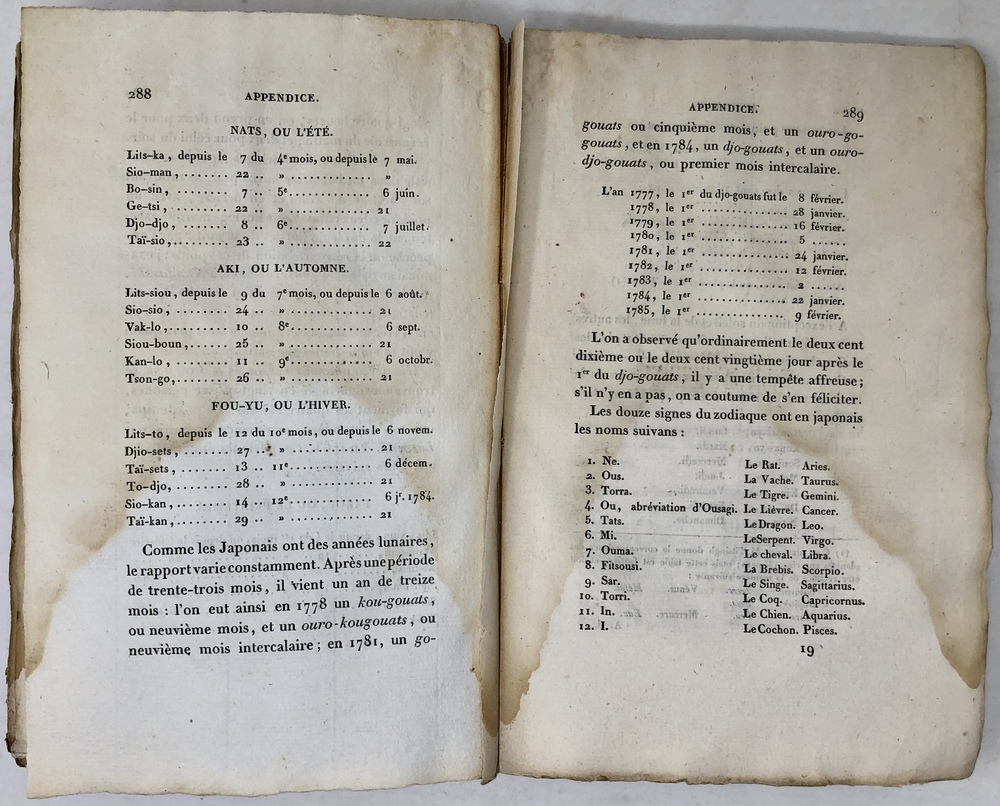 288
APPENDICE.
NATS, OU L'ÉTÉ.
Lits-ka, depuis le 7 du 4e mois, ou depuis le 7 mai.
Sio-man, ....... 22 .. » .............. »
Bo-sin, ........ 7 .. 5e .............. 6 juin.
Ge-tsi, ........ 22 .. » .............. 21
Djo-djo, ....... 8 .. 6e .............. 7 juillet.
Taï-sio, ........ 23 .. » .............. 22
AKI, OU L'AUTOMNE.
Lits-siou, depuis le 9 du 7e mois, ou depuis le 6 août.
Sio-sio, ........ 24 .. » .............. 21
Vak-lo, ........ 10 .. 8e .............. 6 sept.
Siou-boun, ..... 25 .. » .............. 21
Kan-lo, ........ 11 .. 9e .............. 6 octobr.
Tson-go, ....... 26 .. » .............. 21
FOU-YU, OU L'HIVER.
Lits-to, depuis le 12 du 10e mois, ou depuis le 6 novem.
Djio-sets, ....... 27 .. » .............. 21
Taï-sets, ........ 13 .. 11e .............. 6 décem.
To-djo, ........ 28 .. » .............. 21
Sio-kan, ........ 14 .. 12e .............. 6 jr. 1784.
Taï-kan, ........ 29 .. » .............. 21
Comme les Japonais ont des années lunaires,
le rapport varie constamment. Après une période
de trente-trois mois, il vient un an de treize
mois : l'on eut ainsi en 1778 un kou-gouats,
ou neuvième mois, et un ouro-kougouats, ou
neuvième mois intercalaire; en 1781, un go-
APPENDICE.
289
gouats ou cinquième mois, et un ouro-go-
gouats, et en 1784, un djo-gouats, et un ouro-
djo-gouats, ou premier mois intercalaire.
L'an 1777, le 1er du djo-gouats fut le 8 février.
1778, le 1er .............. 28 janvier.
1779, le 1er .............. 16 février.
1780, le 1er .............. 5 ......
1781, le 1er .............. 24 janvier.
1782, le 1er .............. 12 février.
1783, le 1er .............. 2 ......
1784, le 1er .............. 22 janvier.
1785, le 1er .............. 9 février.
L'on a observé qu'ordinairement le deux cent
dixième ou le deux cent vingtième jour après le
1er du djo-gouats, il y a une tempête affreuse;
s'il n'y en a pas, on a coutume de s'en féliciter.
Les douze signes du zodiaque ont en japonais
les noms suivans :
1. Ne. Le Rat. Aries.
2. Ous. La Vache. Taurus.
3. Torra. Le Tigre. Gemini.
4. Ou, abréviation d'Ousagi. Le Lièvre. Cancer.
5. Tats. Le Dragon. Leo.
6. Mi. Le Serpent. Virgo.
7. Ouma. Le cheval. Libra.
8. Fitsousi. La Brebis. Scorpio.
9. Sar. Le Singe. Sagittarius.
10. Torri. Le Coq. Capricornus.
11. In. Le Chien. Aquarius.
12. I. Le Cochon. Pisces.
19